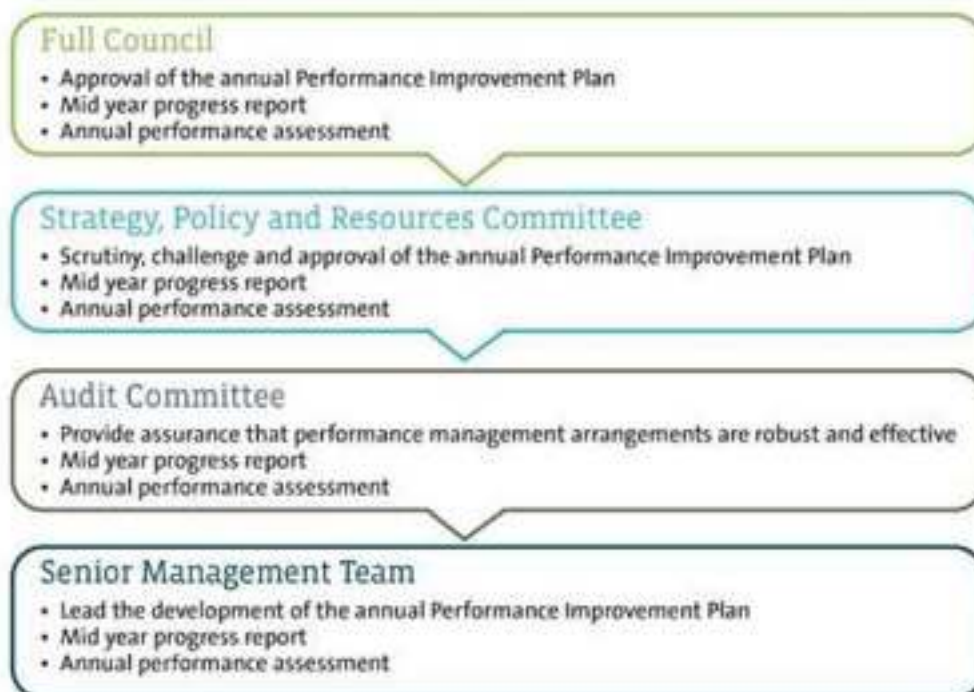 Full Council
• Approval of the annual Performance Improvement Plan
• Mid year progress report
• Annual performance assessment
Strategy, Policy and Resources Committee
• Scrutiny, challenge and approval of the annual Performance Improvement Plan
• Mid year progress report
• Annual performance assessment
Audit Committee
• Provide assurance that performance management arrangements are robust and effective
• Mid year progress report
• Annual performance assessment
Senior Management Team
• Lead the development of the annual Performance Improvement Plan
• Mid year progress report
• Annual performance assessment